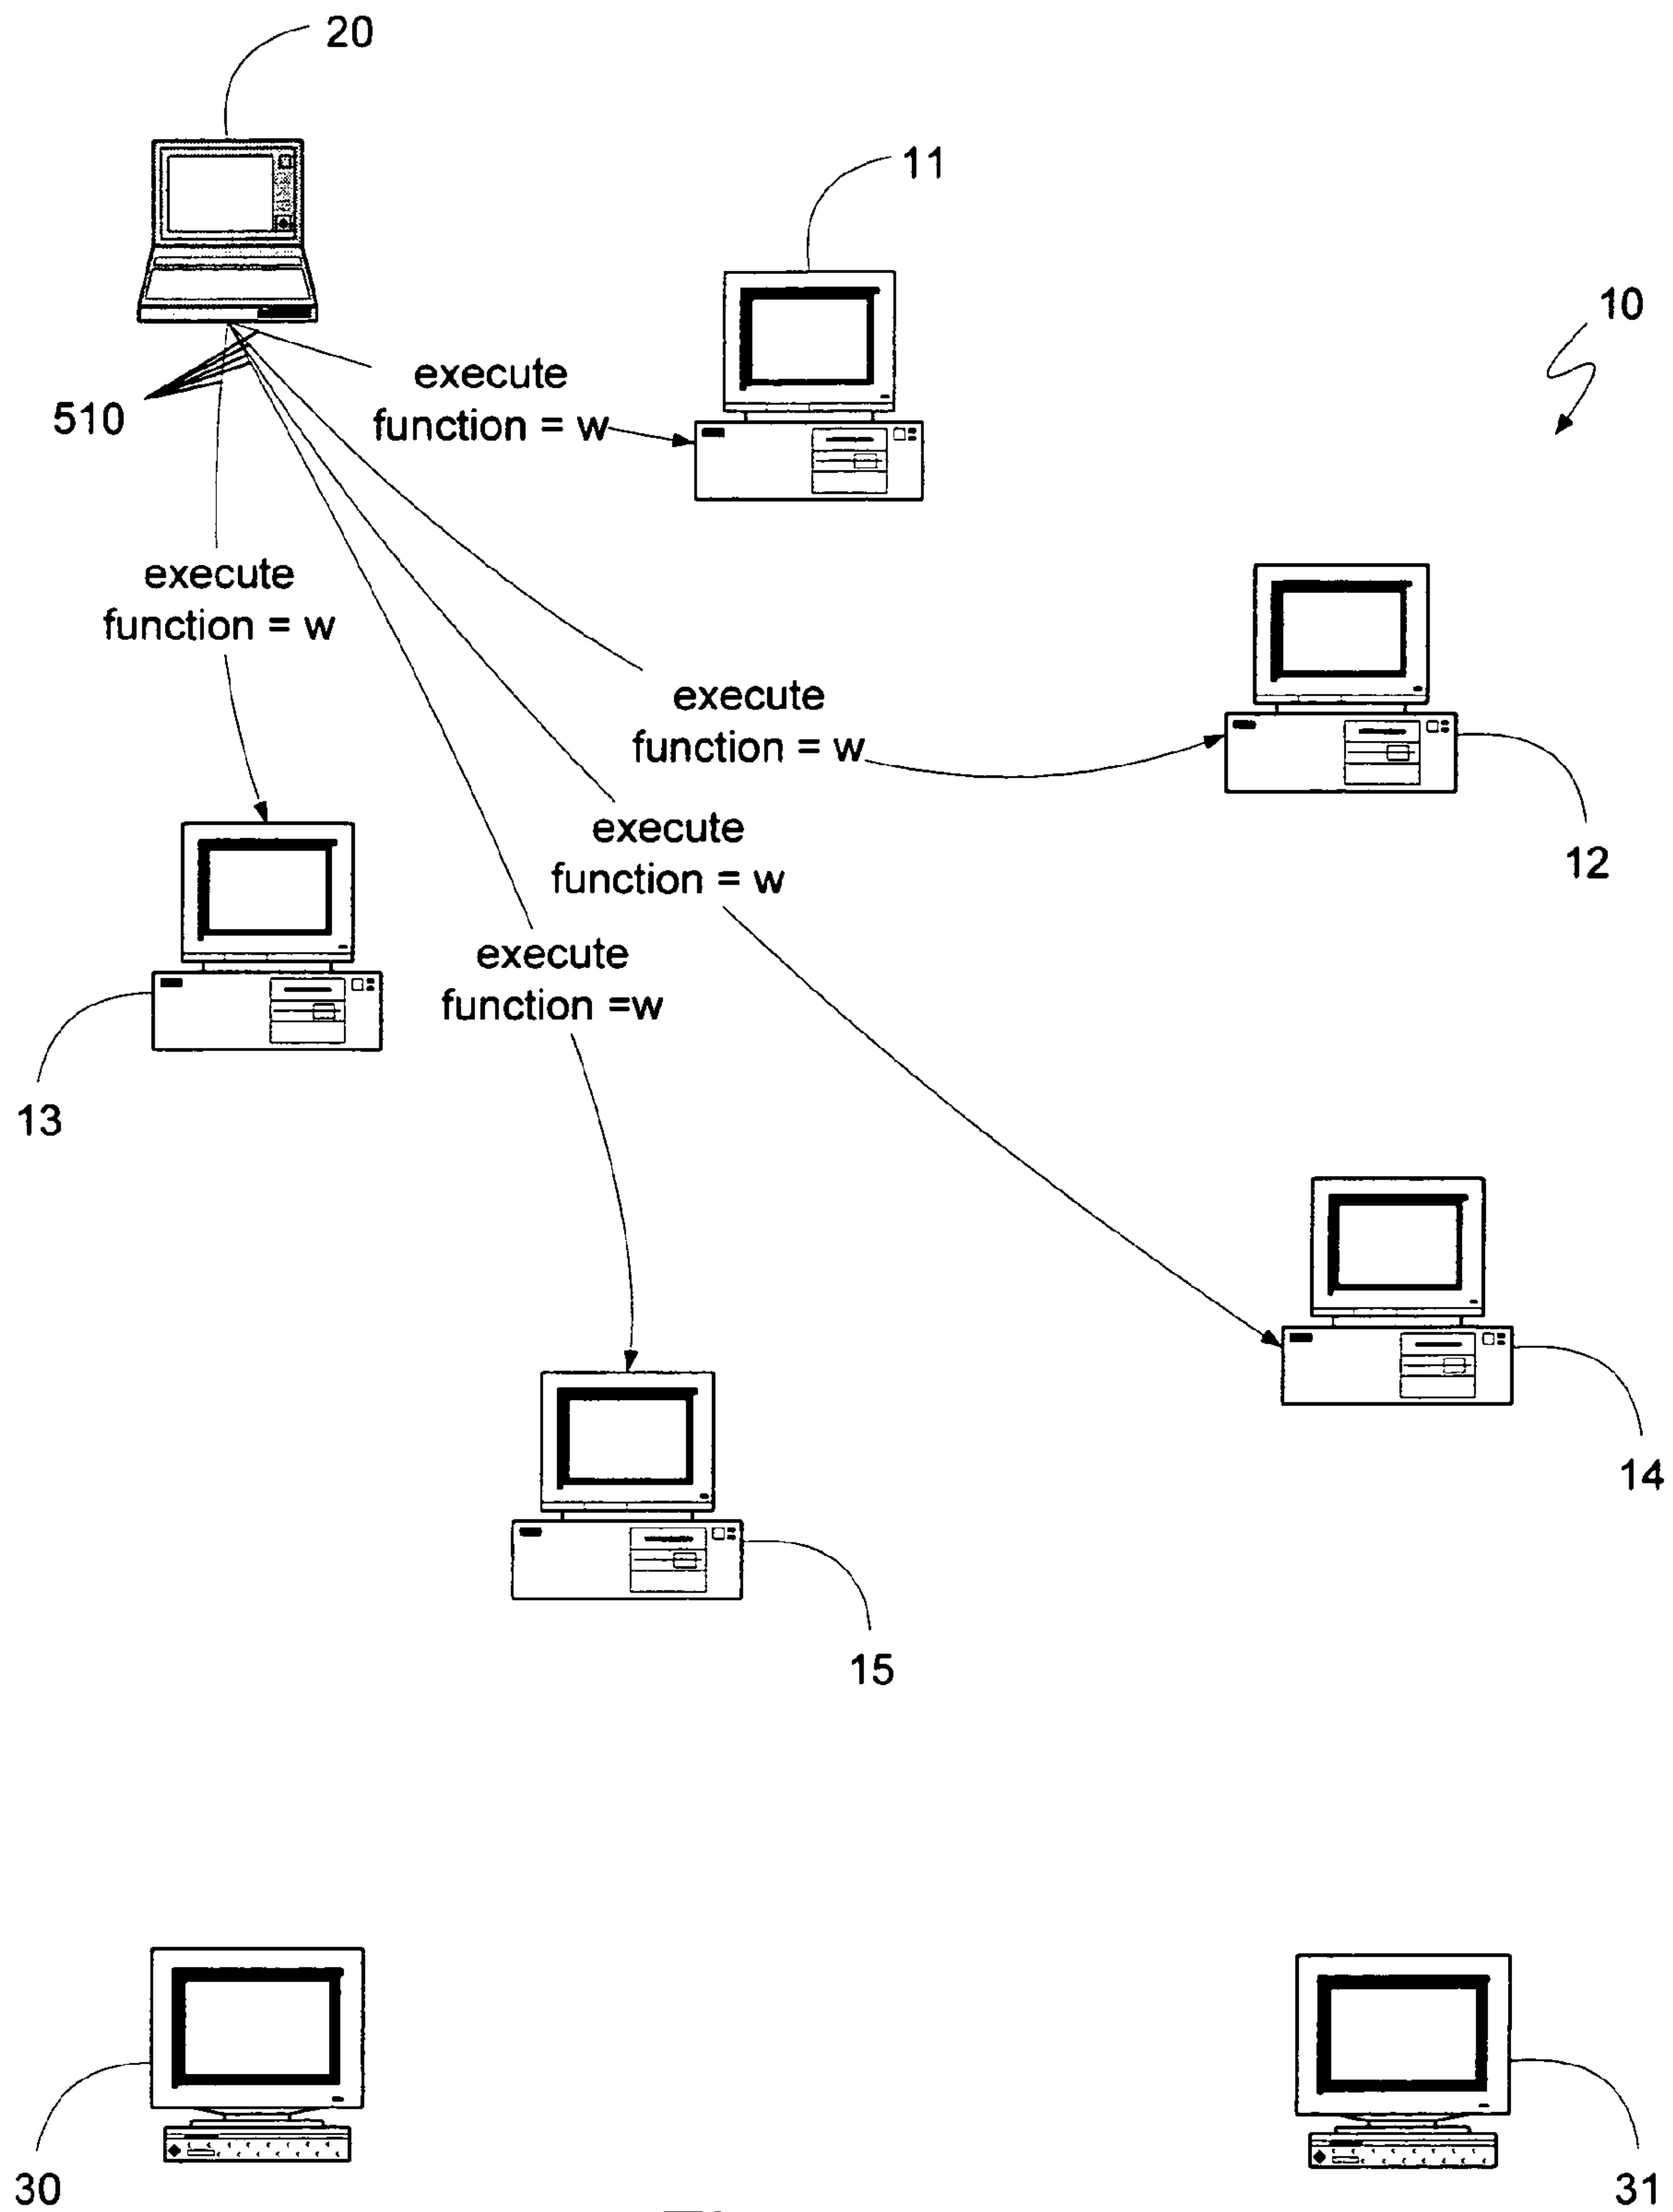 20
11
10
execute
function = w
510
execute
function = w
execute
function = w
12
execute
function = w
execute
function =w
13
14
15
30
31